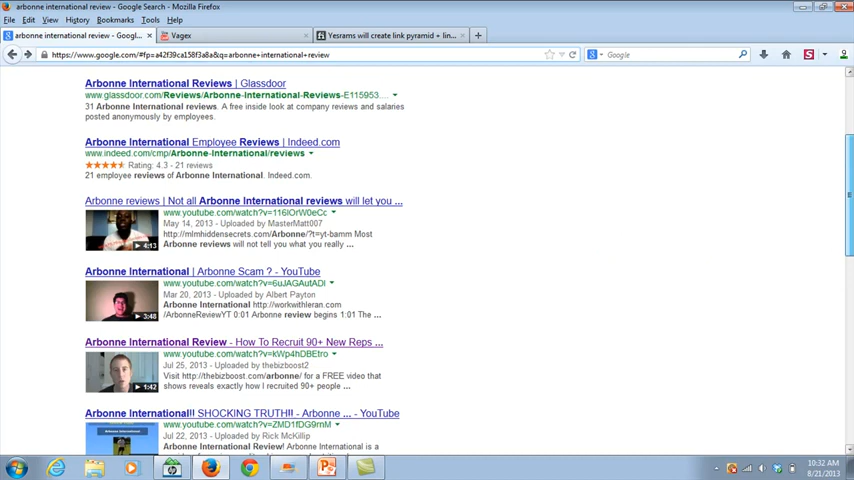 arbonne international review - Google Search - Mozilla Firefox
File Edit View History Bookmarks Tools Help
arbonne international review - Googl... × Vagex × Yesrams will create link pyramid + lin... × +
https://www.google.com/#fp=a42f39ca158f3a8a&q=arbonne+international+review
Google
Arbonne International Reviews | Glassdoor
www.glassdoor.com/Reviews/Arbonne-International-Reviews-E115953....
31 Arbonne International reviews. A free inside look at company reviews and salaries
posted anonymously by employees.
Arbonne International Employee Reviews | Indeed.com
www.indeed.com/cmp/Arbonne-International/reviews
Rating: 4.3 - 21 reviews
21 employee reviews of Arbonne International. Indeed.com.
Arbonne reviews | Not all Arbonne International reviews will let you ...
www.youtube.com/watch?v=116IOrW0eCc
May 14, 2013 - Uploaded by MasterMatt007
http://mlmhiddensecrets.com/Arbonne/?t=yt-bamm Most
Arbonne reviews will not tell you what you really ...
4:13
Arbonne International | Arbonne Scam ? - YouTube
www.youtube.com/watch?v=6uJAGAutADI
Mar 20, 2013 - Uploaded by Albert Payton
Arbonne International http://workwithleran.com
/ArbonneReviewYT 0:01 Arbonne review begins 1:01 The ...
3:48
Arbonne International Review - How To Recruit 90+ New Reps ...
www.youtube.com/watch?v=kWp4hDBEtro
Jul 25, 2013 - Uploaded by thebizboost2
Visit http://thebizboost.com/arbonne/ for a FREE video that
shows reveals exactly how I recruited 90+ people ...
1:42
Arbonne International!! SHOCKING TRUTH!! - Arbonne ... - YouTube
www.youtube.com/watch?v=ZMD1fDG9rnM
Jul 22, 2013 - Uploaded by Rick McKillip
Arbonne International Review! Arbonne International is a
10:32 AM
8/21/2013